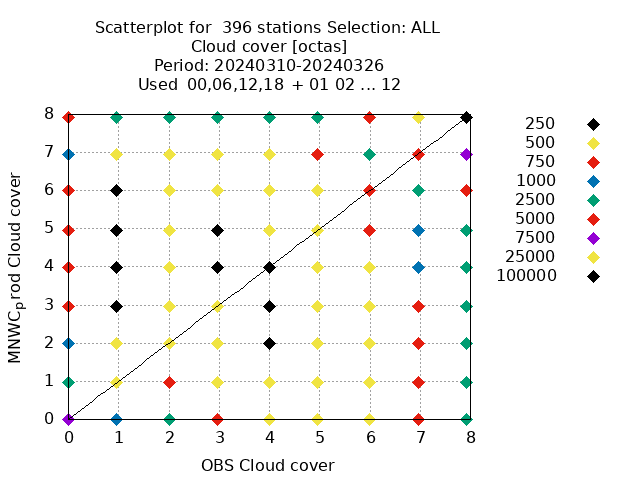 Scatterplot for  396 stations Selection: ALL
Cloud cover [octas]
Period: 20240310-20240326
Used  00,06,12,18  + 01 02 ... 12
MNWC_prod Cloud cover
8
7
6
5
4
3
2
1
0
0 1 2 3 4 5 6 7 8
OBS Cloud cover
250
500
750
1000
2500
5000
7500
25000
100000